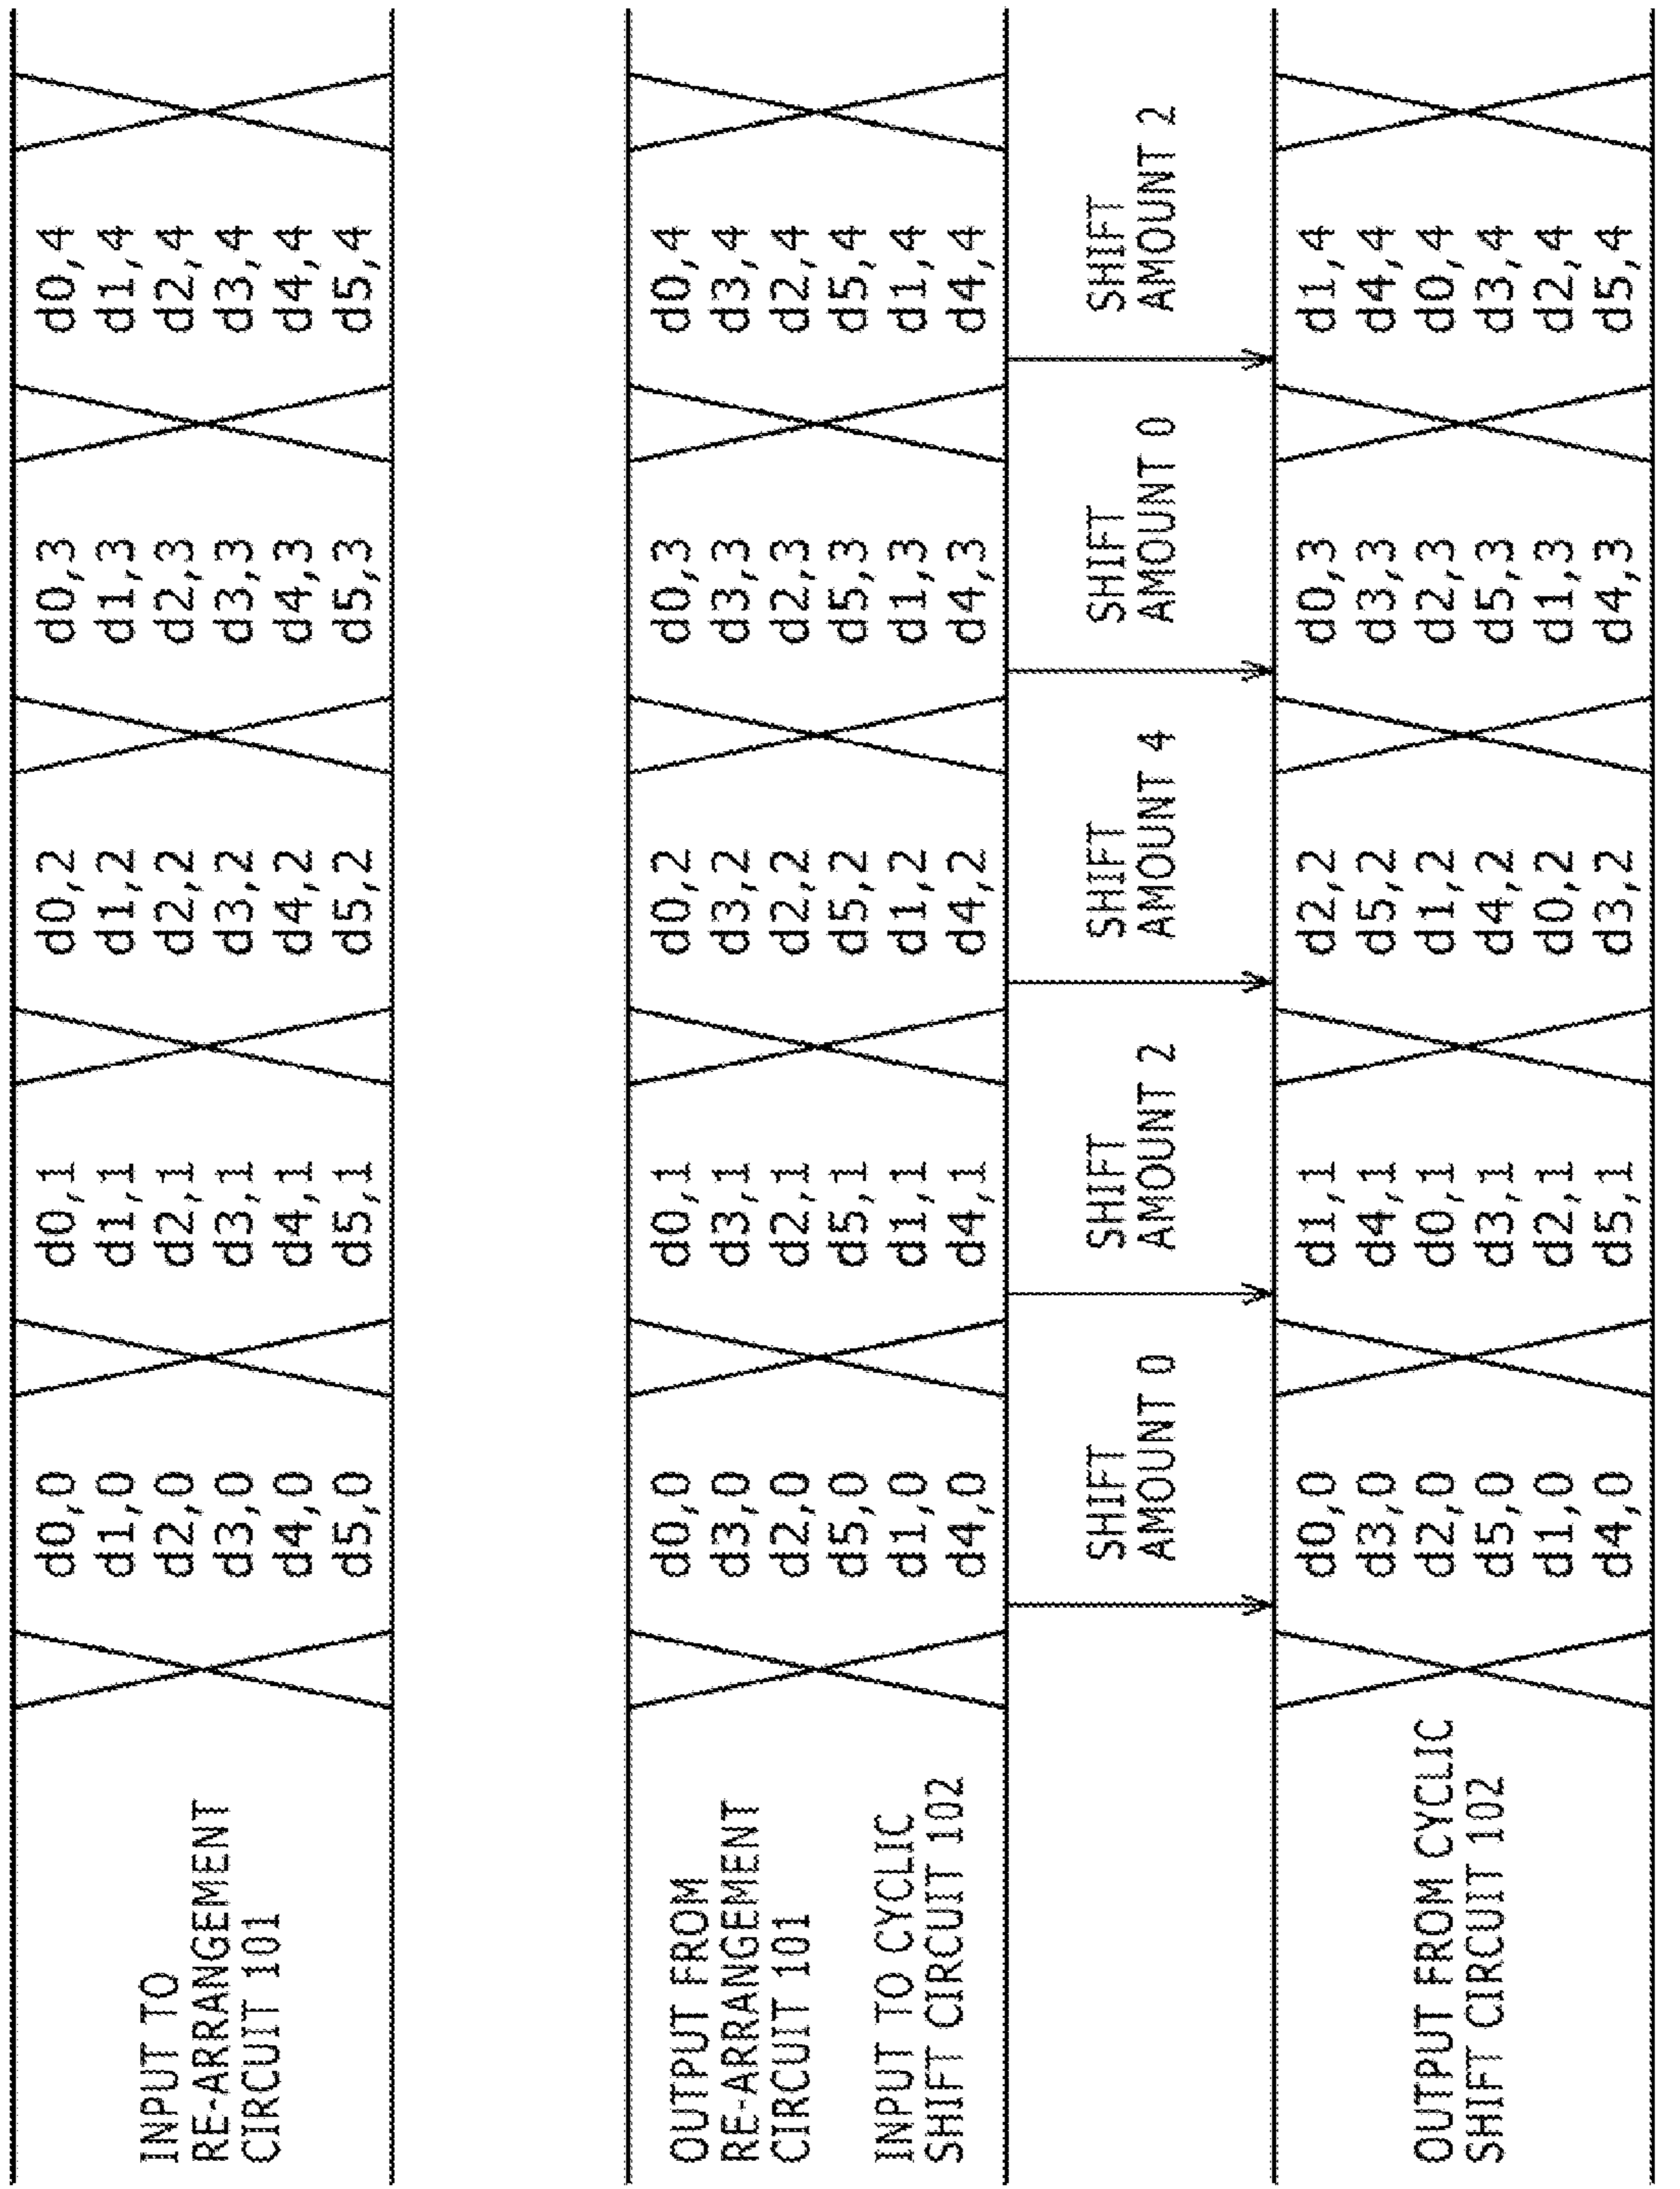 INPUT TO
RE-ARRANGEMENT
CIRCUIT 101
d0,0 d0,1 d0,2 d0,3 d0,4
d1,0 d1,1 d1,2 d1,3 d1,4
d2,0 d2,1 d2,2 d2,3 d2,4
d3,0 d3,1 d3,2 d3,3 d3,4
d4,0 d4,1 d4,2 d4,3 d4,4
d5,0 d5,1 d5,2 d5,3 d5,4
OUTPUT FROM
RE-ARRANGEMENT
CIRCUIT 101
INPUT TO CYCLIC
SHIFT CIRCUIT 102
d0,0 d0,1 d0,2 d0,3 d0,4
d3,0 d3,1 d3,2 d3,3 d3,4
d2,0 d2,1 d2,2 d2,3 d2,4
d5,0 d5,1 d5,2 d5,3 d5,4
d1,0 d1,1 d1,2 d1,3 d1,4
d4,0 d4,1 d4,2 d4,3 d4,4
SHIFT SHIFT SHIFT SHIFT SHIFT
AMOUNT 0 AMOUNT 2 AMOUNT 4 AMOUNT 0 AMOUNT 2
OUTPUT FROM CYCLIC
SHIFT CIRCUIT 102
d0,0 d1,1 d2,2 d0,3 d1,4
d3,0 d4,1 d5,2 d3,3 d4,4
d2,0 d0,1 d1,2 d2,3 d0,4
d5,0 d3,1 d4,2 d5,3 d3,4
d1,0 d2,1 d0,2 d1,3 d2,4
d4,0 d5,1 d3,2 d4,3 d5,4